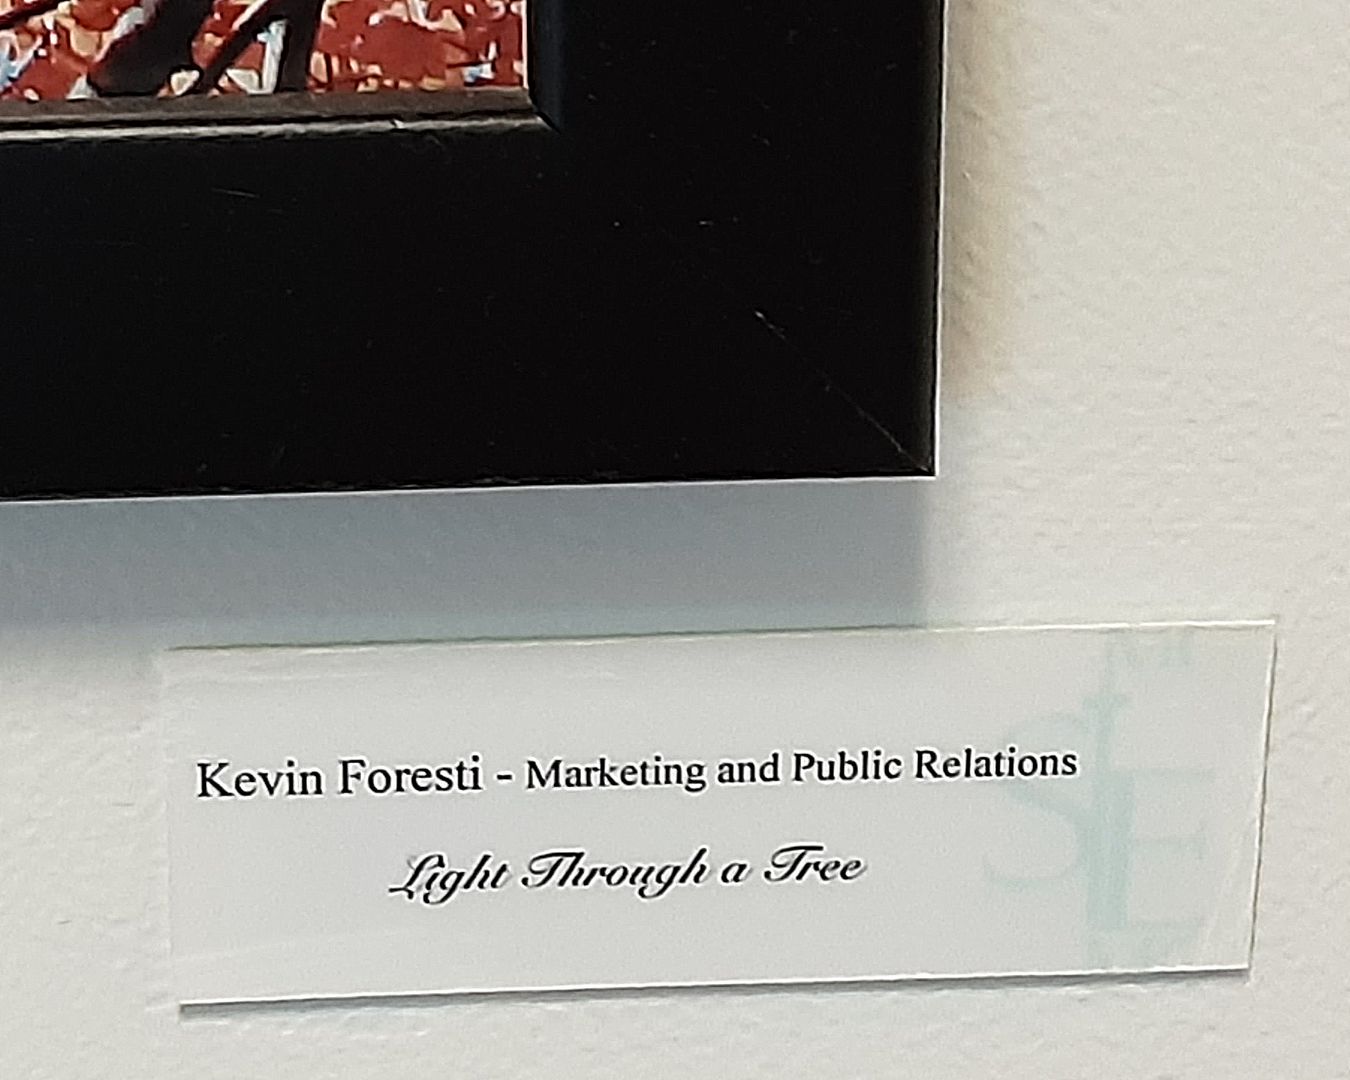 Kevin Foresti - Marketing and Public Relations
Light Through a Tree